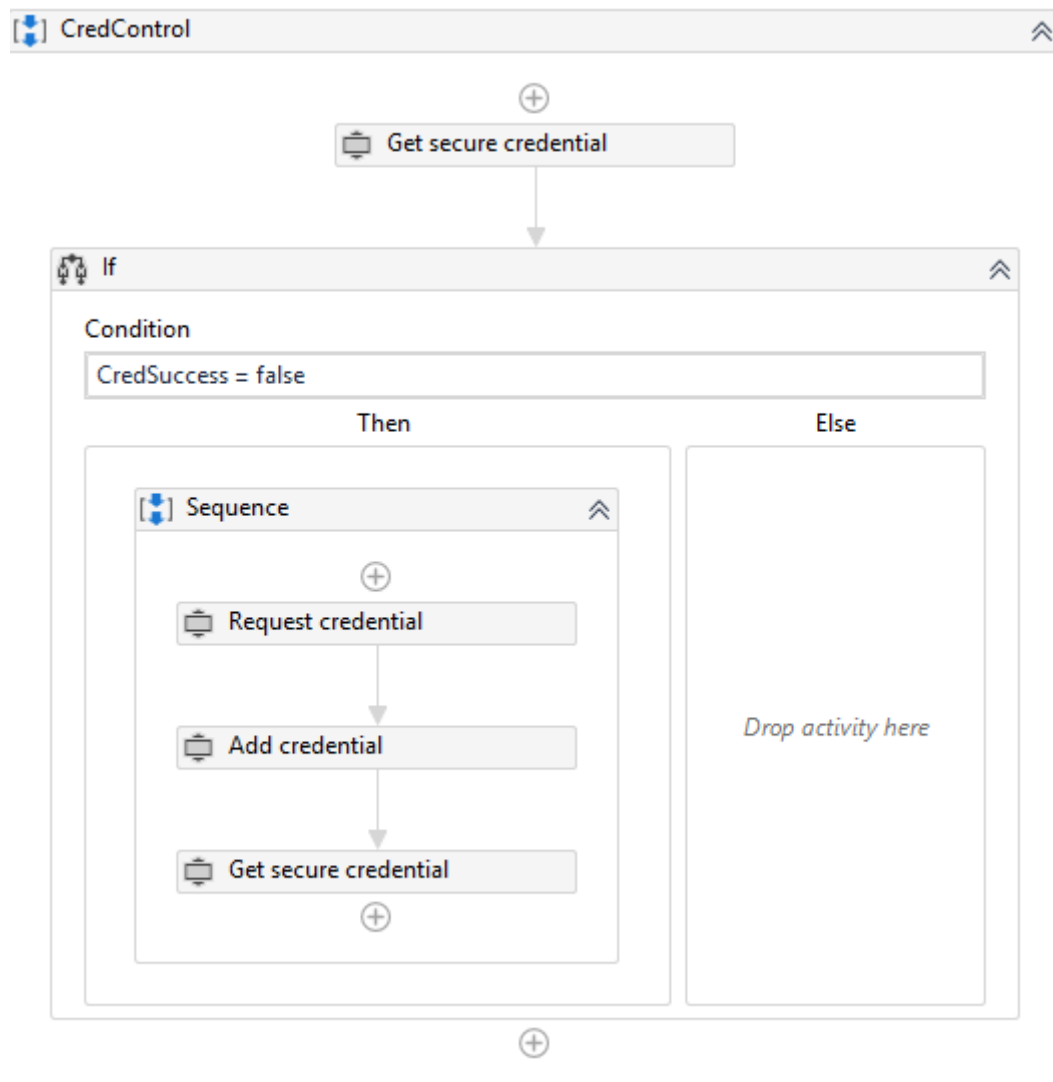 CredControl
Get secure credential
If
Condition
CredSuccess = false
Then
Else
Sequence
Request credential
Add credential
Drop activity here
Get secure credential